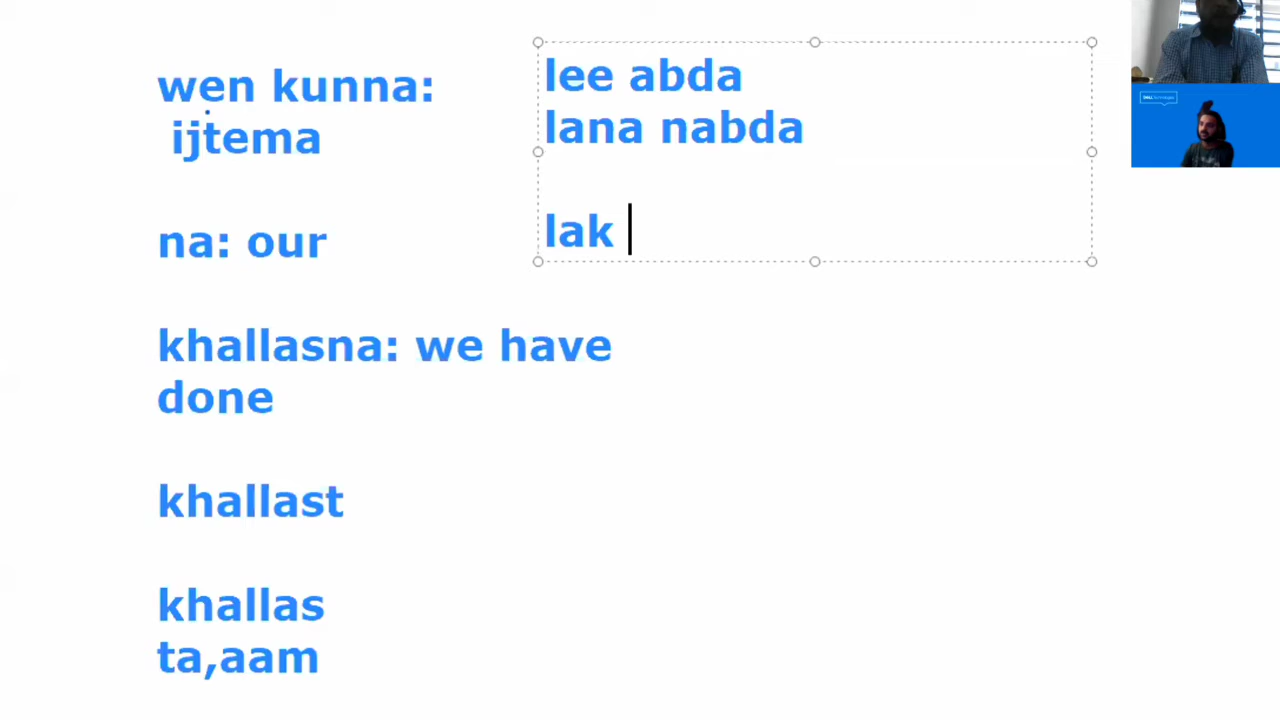 wen kunna:
ijtema
na: our
khallasna: we have
done
khallast
khallas
ta,aam
lee abda
lana nabda
lak